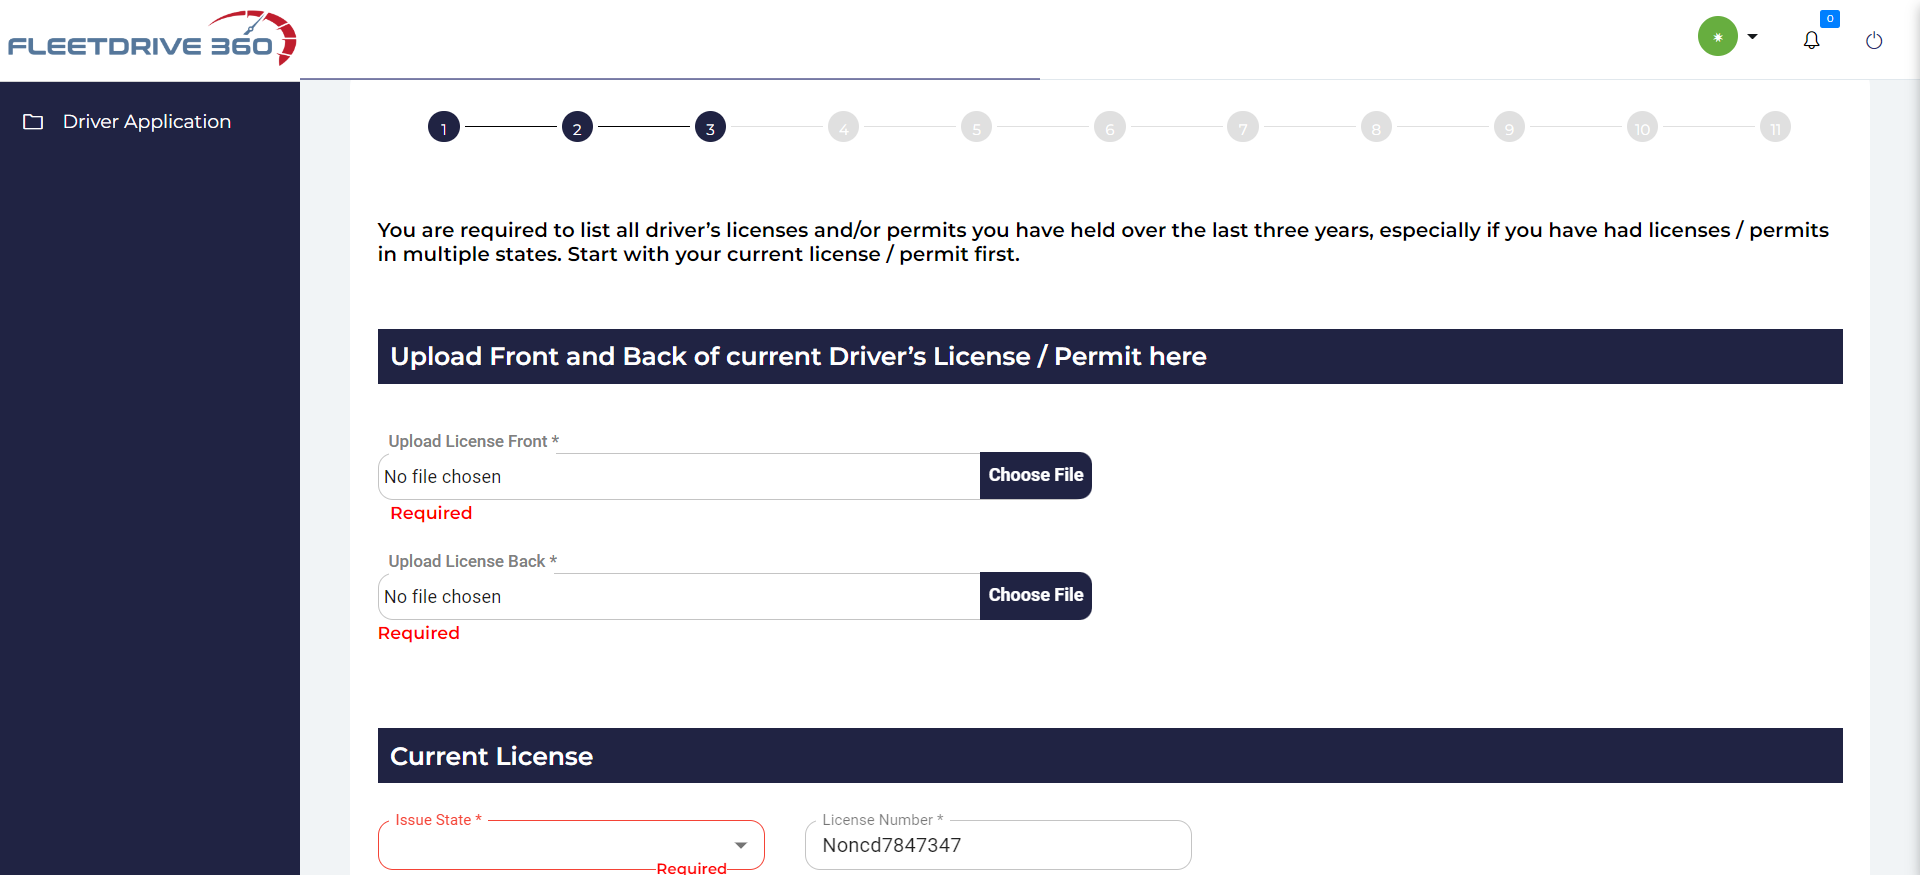 FLEETDRIVE 360
0
Driver Application
1 2 3 4 5 6 7 8 9 10 11
You are required to list all driver’s licenses and/or permits you have held over the last three years, especially if you have had licenses / permits
in multiple states. Start with your current license / permit first.
Upload Front and Back of current Driver’s License / Permit here
Upload License Front *
No file chosen
Choose File
Required
Upload License Back *
No file chosen
Choose File
Required
Current License
Issue State *
Required
License Number *
Noncd7847347